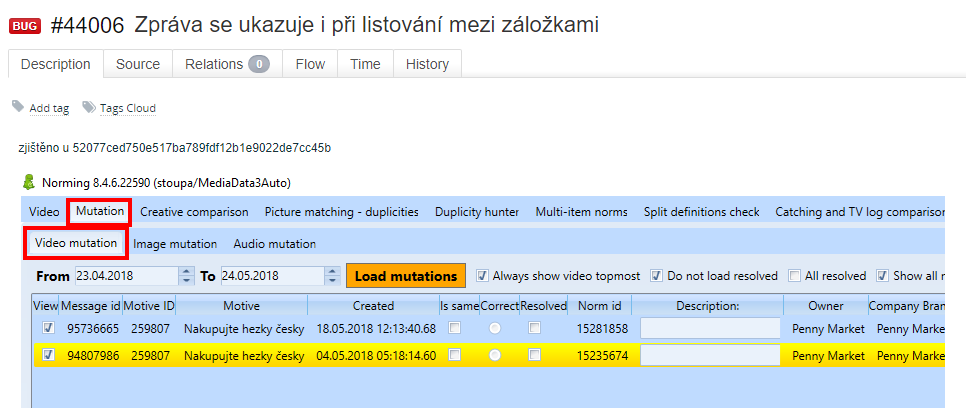 BUG #44006 Zpráva se ukazuje i při listování mezi záložkami
Description Source Relations 0 Flow Time History
Add tag Tags Cloud
zjištěno u 52077ced750e517ba789fdf12b1e9022de7cc45b
Norming 8.4.6.22590 (stoupa/MediaData3Auto)
Video Mutation Creative comparison Picture matching - duplicities Duplicity hunter Multi-item norms Split definitions check Catching and TV log comparison
Video mutation Image mutation Audio mutation
From 23.04.2018 To 24.05.2018 Load mutations Always show video topmost Do not load resolved All resolved Show all
View Message id Motive ID Motive Created Is same Correct Resolved Norm id Description: Owner Company Bran
95736665 259807 Nakupujte hezky česky 18.05.2018 12:13:40.68 15281858 Penny Market Penny Market
94807986 259807 Nakupujte hezky česky 04.05.2018 05:18:14.60 15235674 Penny Market Penny Market